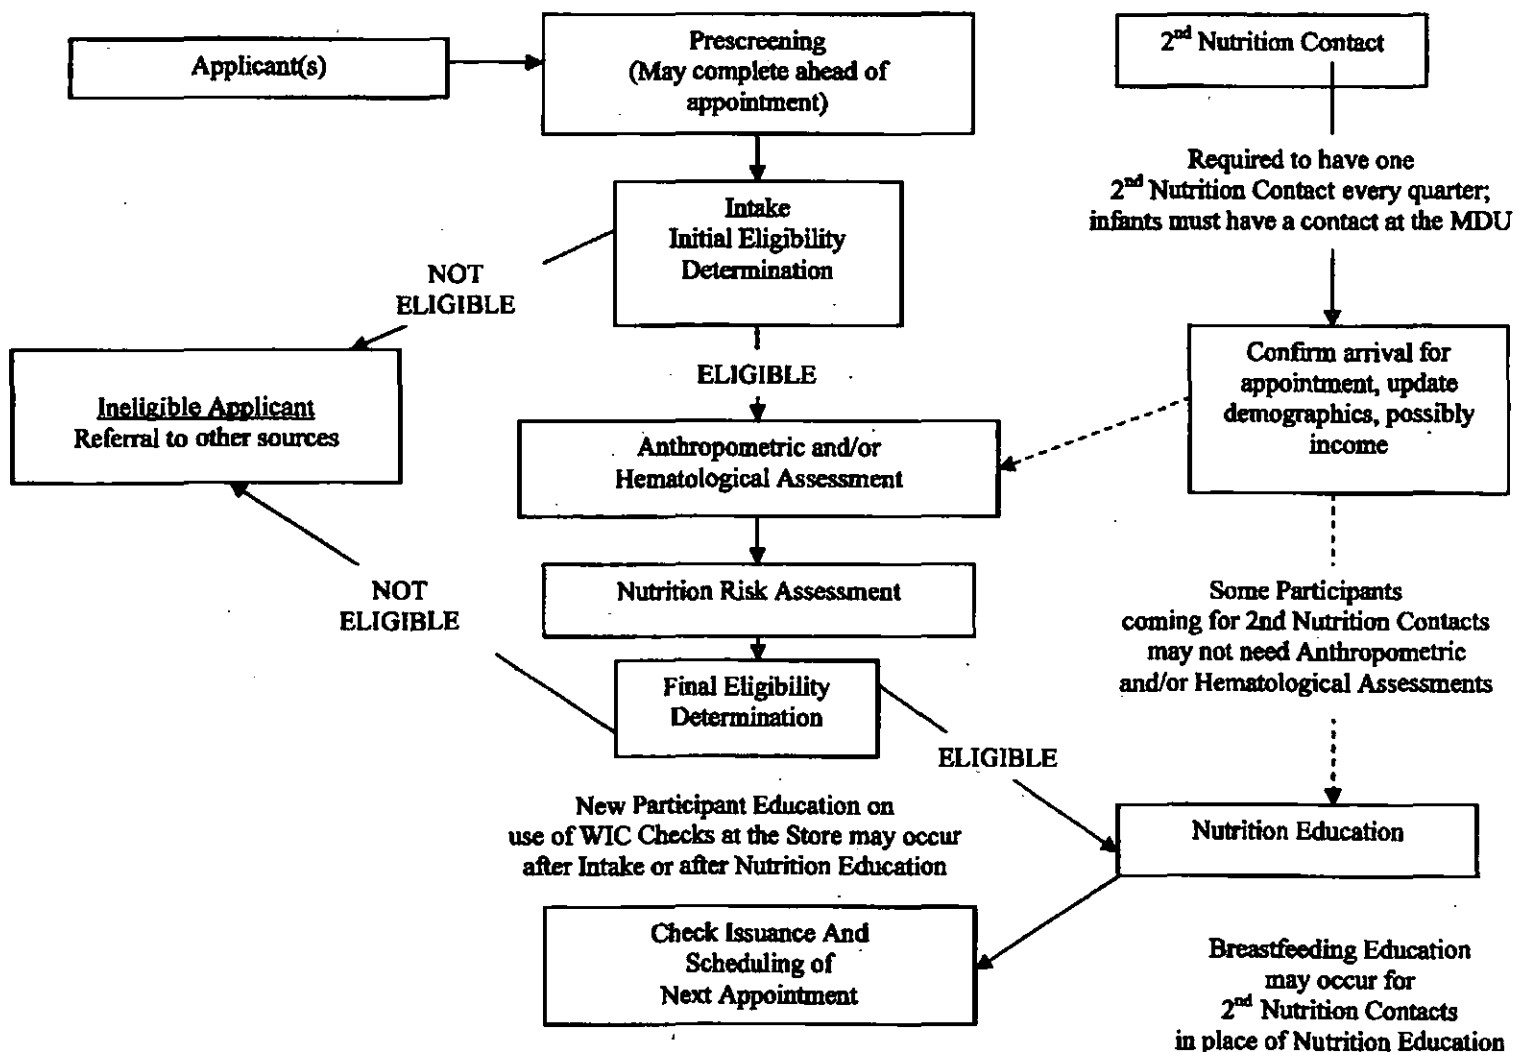 Applicant(s)
Prescreening
(May complete ahead of
appointment)
2nd Nutrition Contact
Required to have one
2nd Nutrition Contact every quarter;
infants must have a contact at the MDU
Intake
Initial Eligibility
Determination
NOT
ELIGIBLE
ELIGIBLE
Ineligible Applicant
Referral to other sources
Confirm arrival for
appointment, update
demographics, possibly
income
Anthropometric and/or
Hematological Assessment
NOT
ELIGIBLE
Nutrition Risk Assessment
Some Participants
coming for 2nd Nutrition Contacts
may not need Anthropometric
and/or Hematological Assessments
Final Eligibility
Determination
ELIGIBLE
New Participant Education on
use of WIC Checks at the Store may occur
after Intake or after Nutrition Education
Nutrition Education
Check Issuance And
Scheduling of
Next Appointment
Breastfeeding Education
may occur for
2nd Nutrition Contacts
in place of Nutrition Education